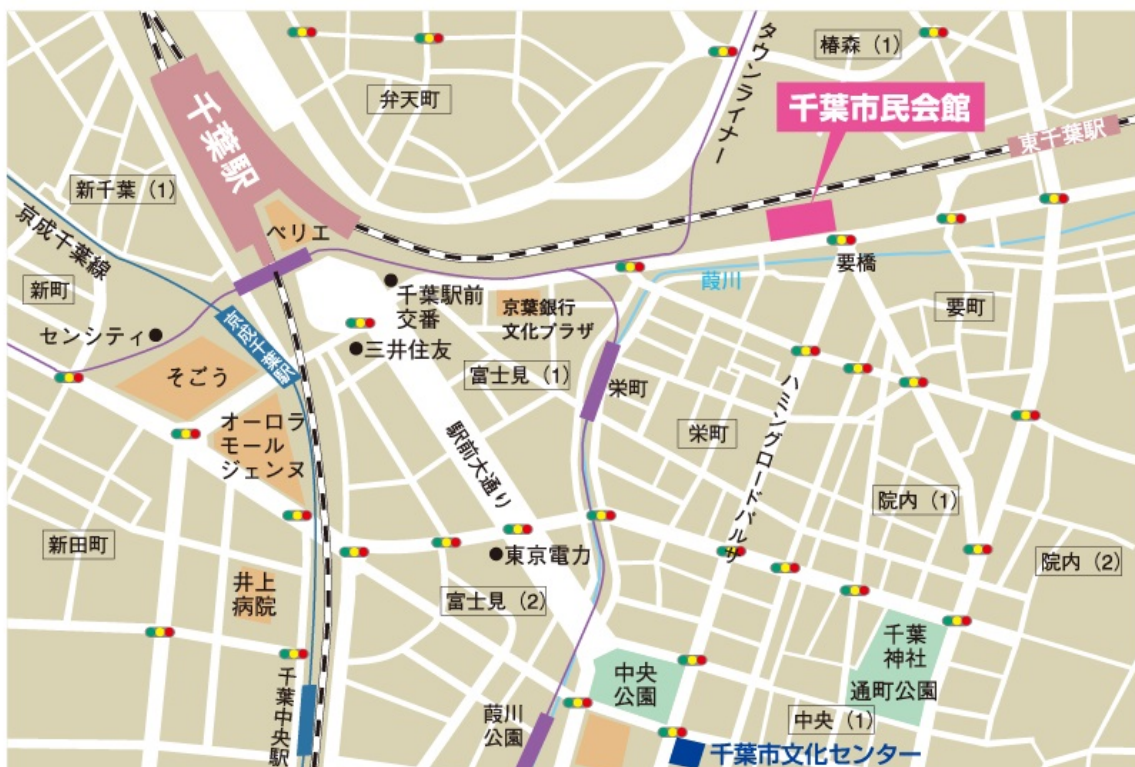 千葉駅
弁天町
タウンライナー
椿森（1）
千葉市民会館
東千葉駅
新千葉（1）
京成千葉線
ペリエ
新町
センシティ
京成千葉駅
千葉駅前
交番
三井住友
京葉銀行
文化プラザ
葭川
要橋
要町
そごう
オーロラ
モール
ジェンヌ
富士見（1）
栄町
栄町
ハミングロードパルサ
駅前大通り
院内（1）
院内（2）
新田町
東京電力
井上
病院
富士見（2）
千葉
神社
通町公園
中央
公園
千葉中央駅
葭川
公園
中央（1）
千葉市文化センター